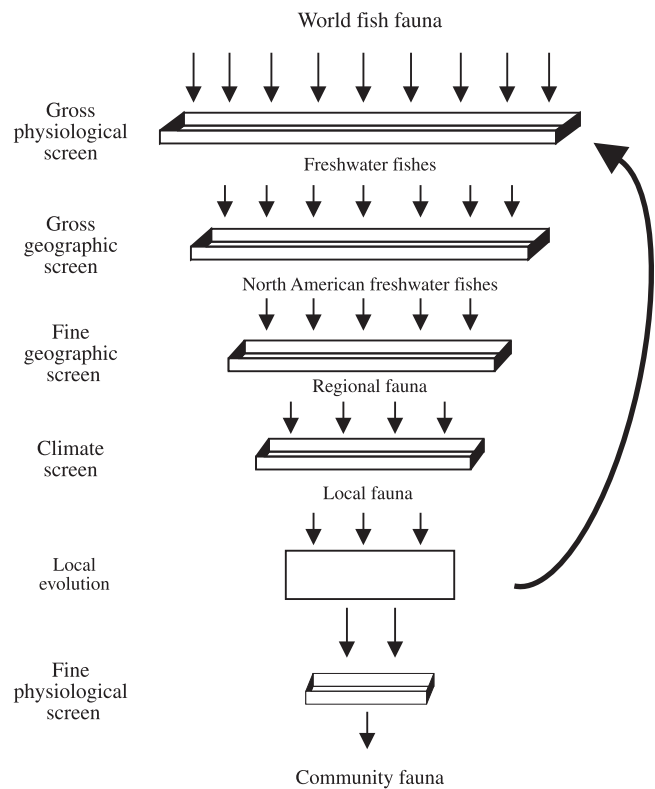 World fish fauna
Gross
physiological
screen
Freshwater fishes
Gross
geographic
screen
North American freshwater fishes
Fine
geographic
screen
Regional fauna
Climate
screen
Local fauna
Local
evolution
Fine
physiological
screen
Community fauna